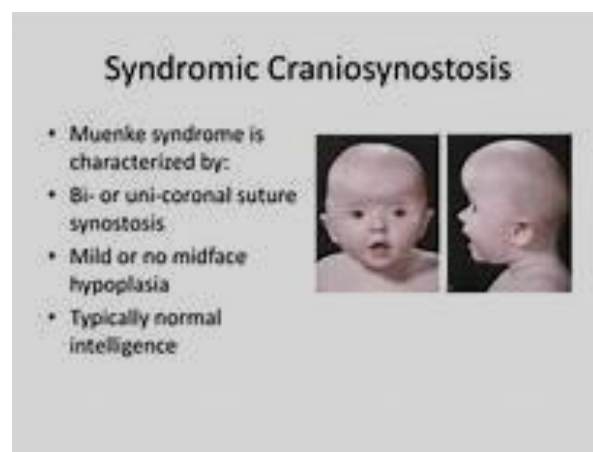 Syndromic Craniosynostosis
• Muenke syndrome is
characterized by:
• Bi- or uni-coronal suture
synostosis
• Mild or no midface
hypoplasia
• Typically normal
intelligence